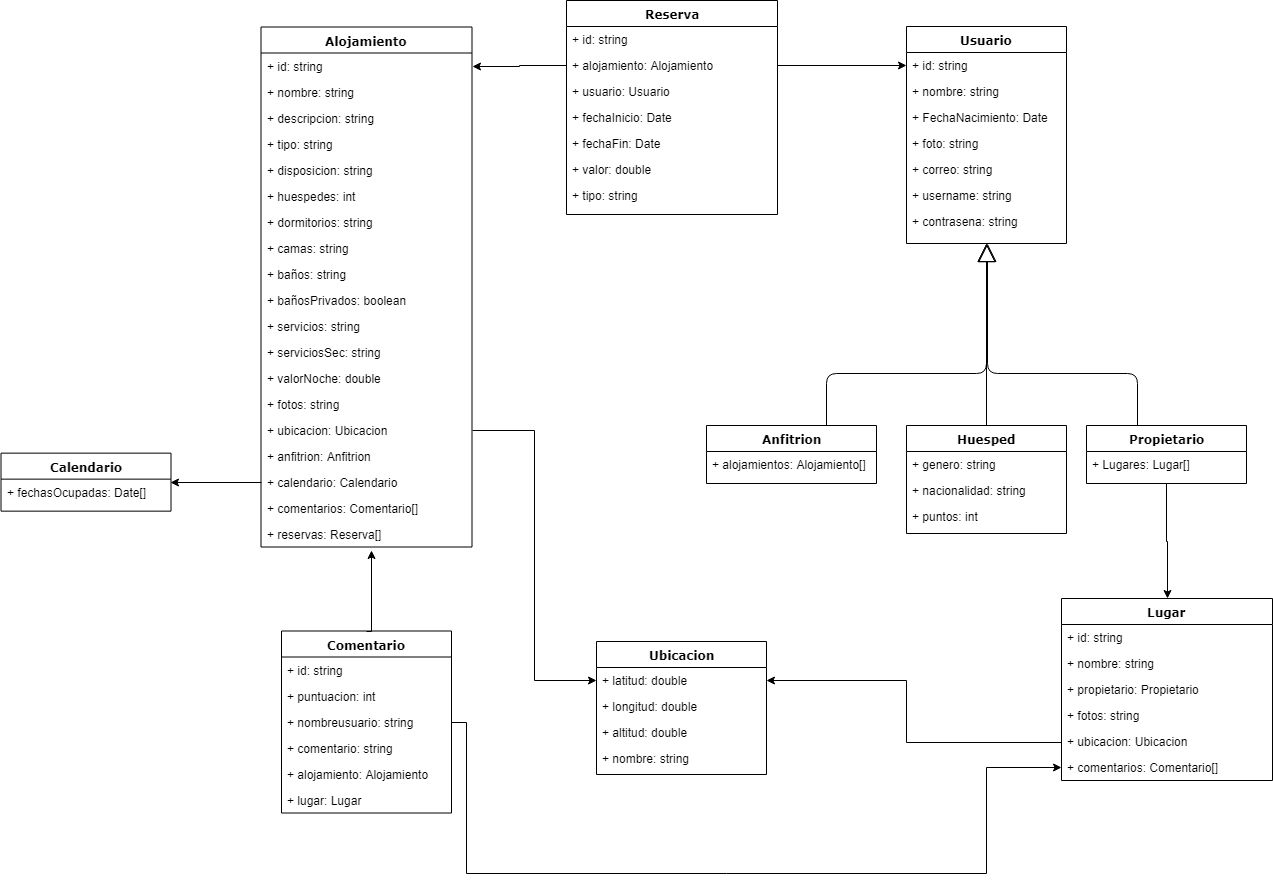 Reserva
+ id: string
+ alojamiento: Alojamiento
+ usuario: Usuario
+ fechaInicio: Date
+ fechaFin: Date
+ valor: double
+ tipo: string
Alojamiento
+ id: string
+ nombre: string
+ descripcion: string
+ tipo: string
+ disposicion: string
+ huespedes: int
+ dormitorios: string
+ camas: string
+ baños: string
+ bañosPrivados: boolean
+ servicios: string
+ serviciosSec: string
+ valorNoche: double
+ fotos: string
+ ubicacion: Ubicacion
+ anfitrion: Anfitrion
+ calendario: Calendario
+ comentarios: Comentario[]
+ reservas: Reserva[]
Usuario
+ id: string
+ nombre: string
+ FechaNacimiento: Date
+ foto: string
+ correo: string
+ username: string
+ contrasena: string
Anfitrion
+ alojamientos: Alojamiento[]
Huesped
+ genero: string
+ nacionalidad: string
+ puntos: int
Propietario
+ Lugares: Lugar[]
Calendario
+ fechasOcupadas: Date[]
Comentario
+ id: string
+ puntuacion: int
+ nombreusuario: string
+ comentario: string
+ alojamiento: Alojamiento
+ lugar: Lugar
Ubicacion
+ latitud: double
+ longitud: double
+ altitud: double
+ nombre: string
Lugar
+ id: string
+ nombre: string
+ propietario: Propietario
+ fotos: string
+ ubicacion: Ubicacion
+ comentarios: Comentario[]